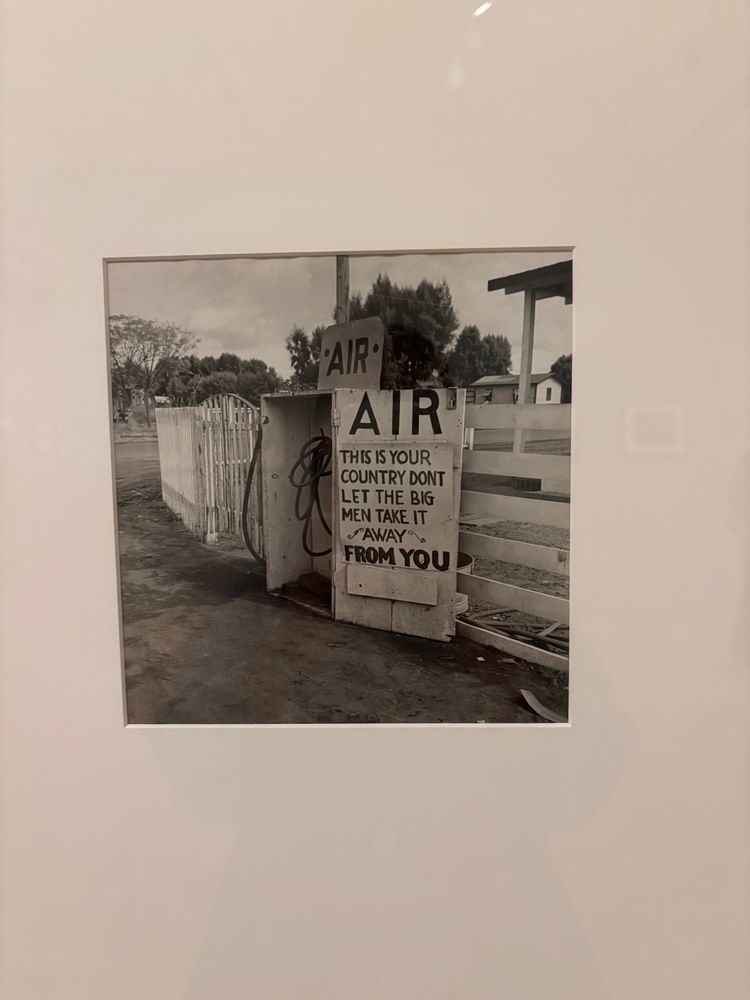 ·AIR·
AIR
THIS IS YOUR
COUNTRY DONT
LET THE BIG
MEN TAKE IT
AWAY
FROM YOU